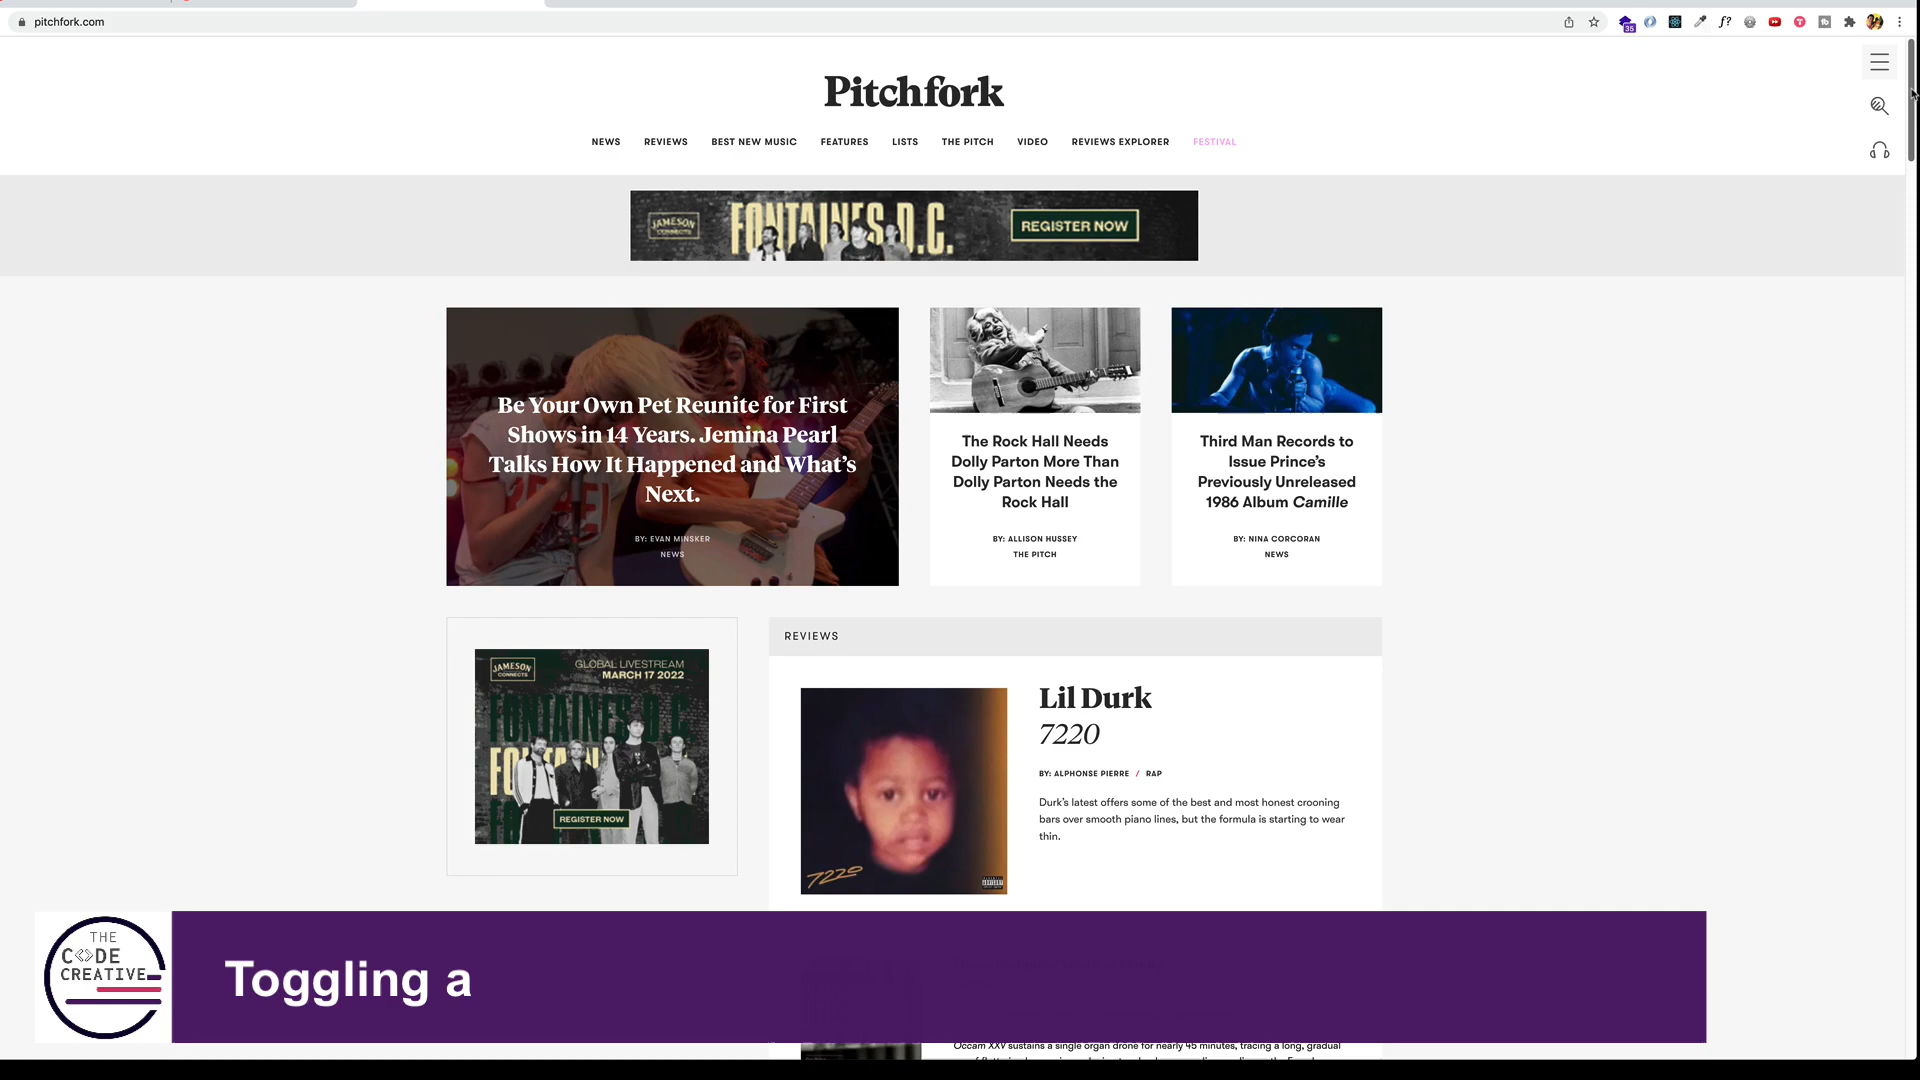 pitchfork.com
35
f?
Pitchfork
NEWS REVIEWS BEST NEW MUSIC FEATURES LISTS THE PITCH VIDEO REVIEWS EXPLORER FESTIVAL
JAMESON
CONNECTS
FONTAINES D.C.
REGISTER NOW
Be Your Own Pet Reunite for First
Shows in 14 Years. Jemina Pearl
Talks How It Happened and What’s
Next.
BY: EVAN MINSKER
NEWS
The Rock Hall Needs
Dolly Parton More Than
Dolly Parton Needs the
Rock Hall
BY: ALLISON HUSSEY
THE PITCH
Third Man Records to
Issue Prince’s
Previously Unreleased
1986 Album Camille
BY: NINA CORCORAN
NEWS
JAMESON
CONNECTS
GLOBAL LIVESTREAM
MARCH 17 2022
FONTAINES D.C.
REGISTER NOW
REVIEWS
7220
Lil Durk
7220
BY: ALPHONSE PIERRE / RAP
Durk’s latest offers some of the best and most honest crooning
bars over smooth piano lines, but the formula is starting to wear
thin.
THE
C<>DE
CREATIVE
Toggling a
Occam XXV sustains a single organ drone for nearly 45 minutes, tracing a long, gradual